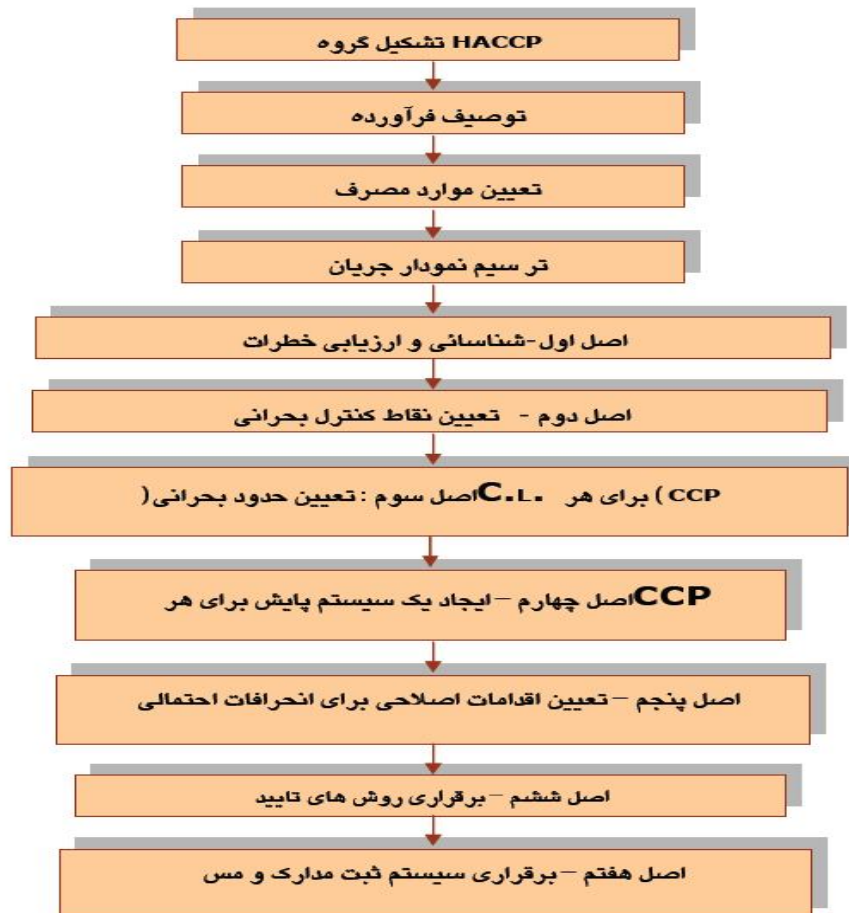 HACCP تشکیل گروه
توصیف فرآورده
تعیین موارد مصرف
تر سیم نمودار جریان
اصل اول-شناسائی و ارزیابی خطرات
اصل دوم - تعیین نقاط کنترل بحرانی
CCP ) برای هر C.L.اصل سوم : تعیین حدود بحرانی(
CCPاصل چهارم – ایجاد یک سیستم پایش برای هر
اصل پنجم – تعیین اقدامات اصلاحی برای انحرافات احتمالی
اصل ششم – برقراری روش های تایید
اصل هفتم – برقراری سیستم ثبت مدارک و مس